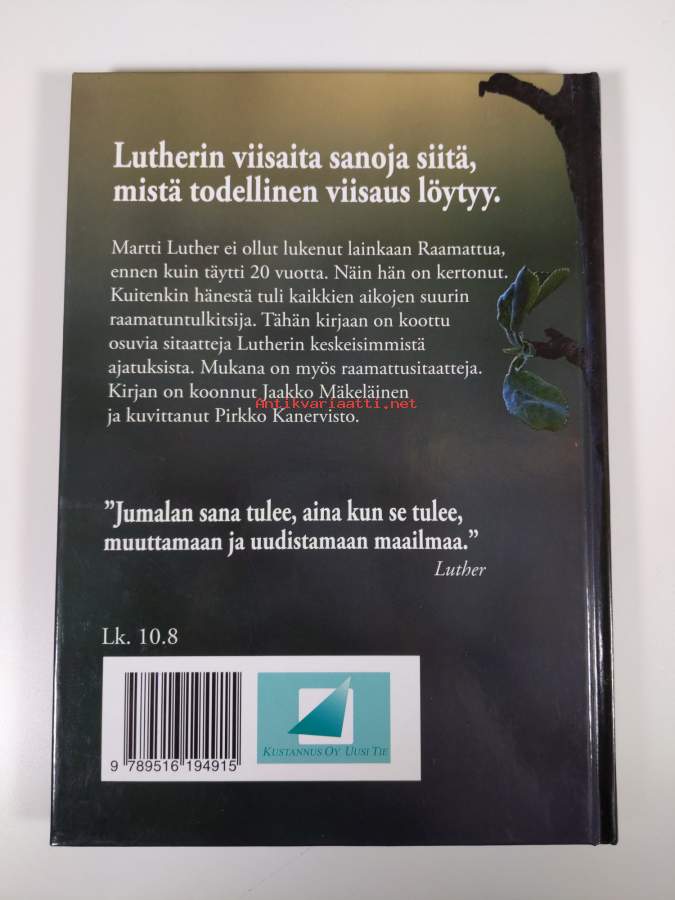 Lutherin viisaita sanoja siitä,
mistä todellinen viisaus löytyy.
Martti Luther ei ollut lukenut lainkaan Raamattua,
ennen kuin täytti 20 vuotta. Näin hän on kertonut.
Kuitenkin hänestä tuli kaikkien aikojen suurin
raamatuntulkitsija. Tähän kirjaan on koottu
osuvia sitaatteja Lutherin keskeisimmistä
ajatuksista. Mukana on myös raamattusitaatteja.
Kirjan on koonnut Jaakko Mäkeläinen
Antikvariaatti.net
ja kuvittanut Pirkko Kanervisto.
”Jumalan sana tulee, aina kun se tulee,
muuttamaan ja uudistamaan maailmaa.”
Luther
Lk. 10.8
KUSTANNUS OY UUSI TIE
9 789516 194915